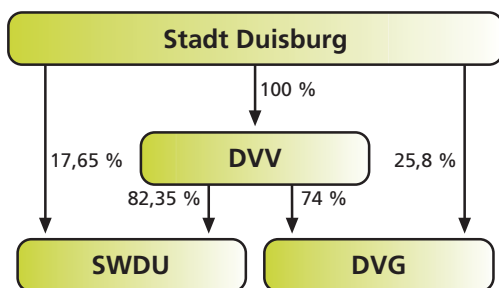 Stadt Duisburg
100 %
DVV
17,65 %
25,8 %
82,35 %
74 %
SWDU
DVG